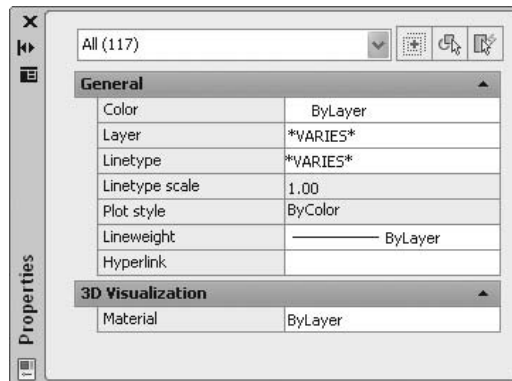 All (117)
General
Color ByLayer
Layer *VARIES*
Linetype *VARIES*
Linetype scale 1.00
Plot style ByColor
Lineweight ByLayer
Hyperlink
3D Visualization
Material ByLayer
Properties